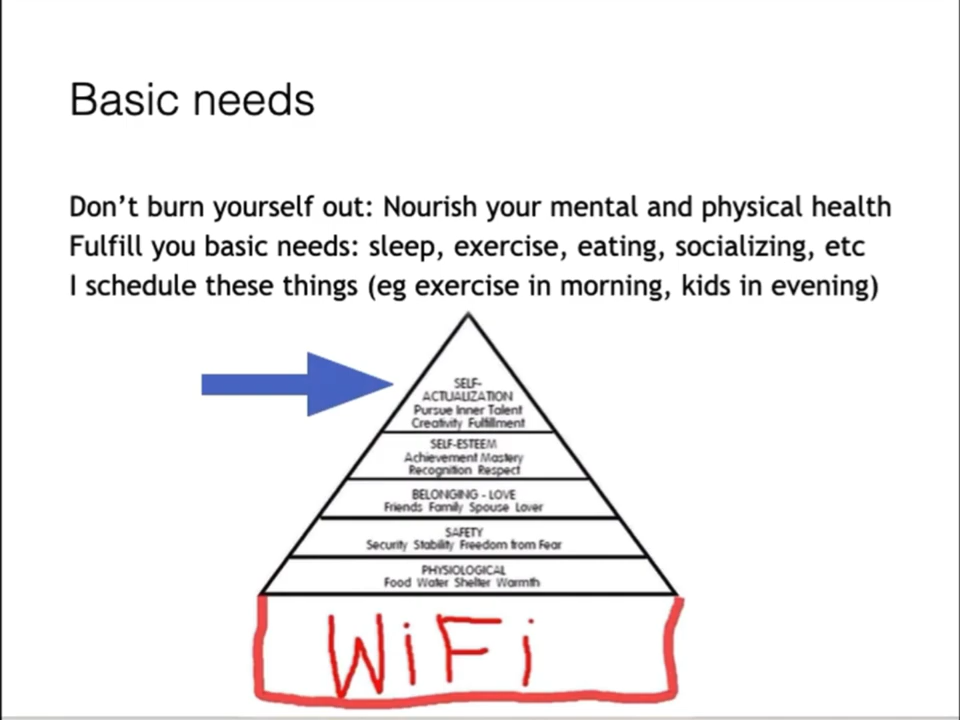 Basic needs
Don't burn yourself out: Nourish your mental and physical health
Fulfill you basic needs: sleep, exercise, eating, socializing, etc
I schedule these things (eg exercise in morning, kids in evening)
SELF-
ACTUALIZATION
Pursue Inner Talent
Creativity Fulfillment
SELF-ESTEEM
Achievement Mastery
Recognition Respect
BELONGING - LOVE
Friends Family Spouse Lover
SAFETY
Security Stability Freedom from Fear
PHYSIOLOGICAL
Food Water Shelter Warmth
WiFi